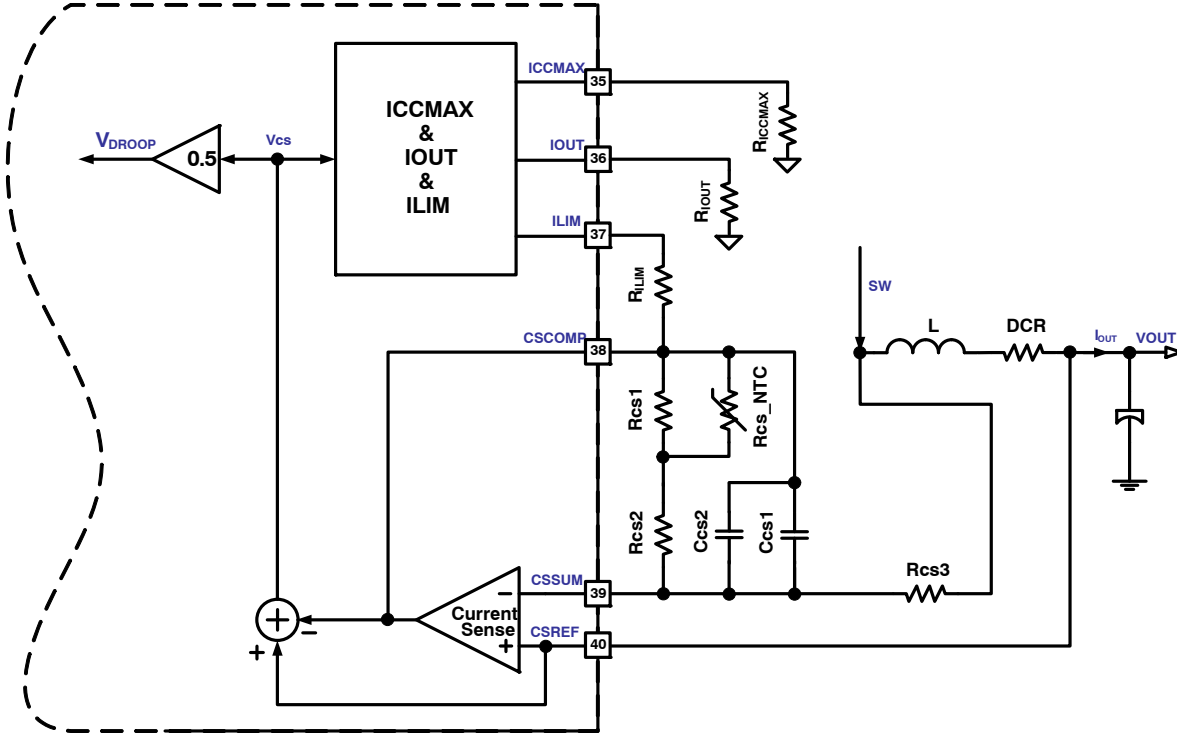 ICCMAX
35
ICCMAX
&
IOUT
&
ILIM
RICCMAX
VDROOP
0.5
Vcs
IOUT
36
RIOUT
ILIM
37
RILIM
SW
CSCOMP
38
L
DCR
IOUT
VOUT
Rcs1
Rcs_NTC
Rcs2
Ccs2
Ccs1
CSSUM
39
Rcs3
Current
Sense
−
+
CSREF
40
+
−
+